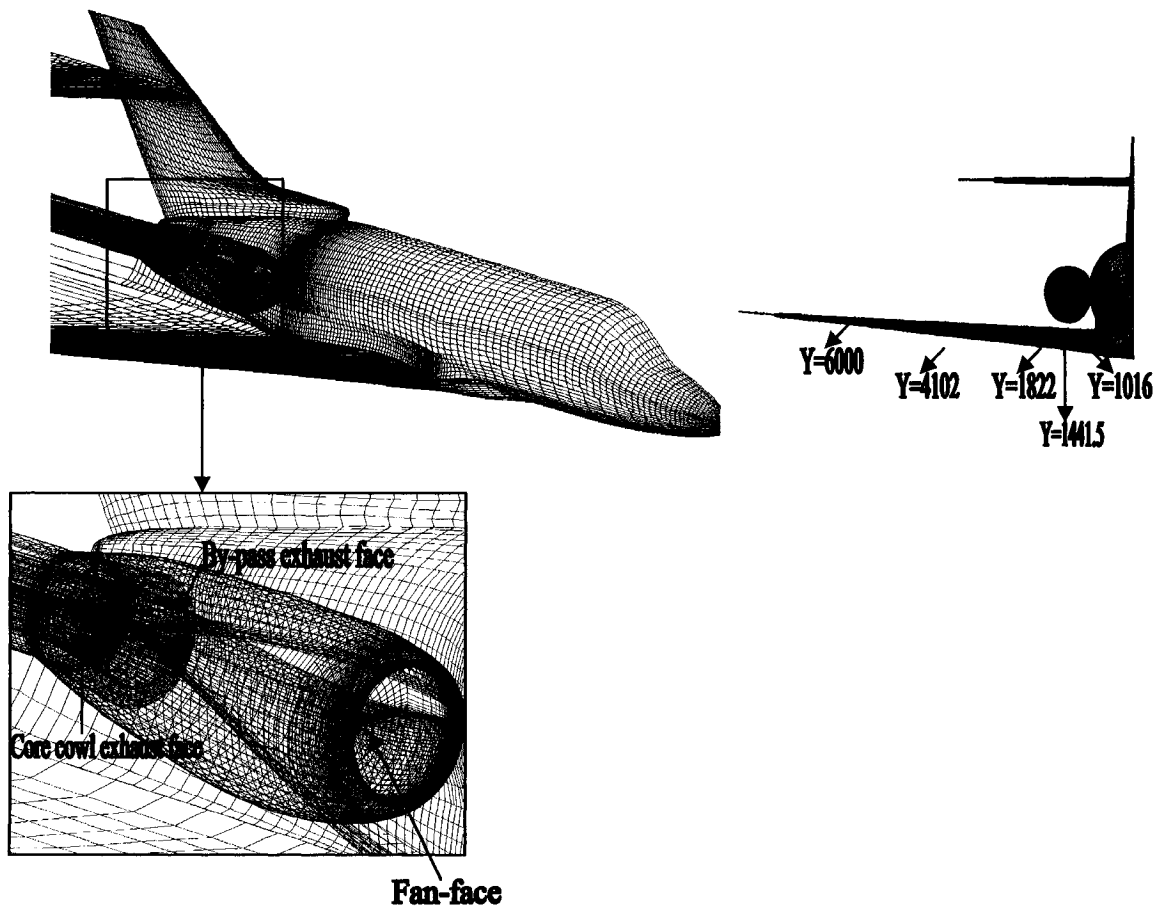 Y=6000
Y=4102
Y=1822
Y=1016
Y=1441.5
By-pass exhaust face
Core cowl exhaust face
Fan-face